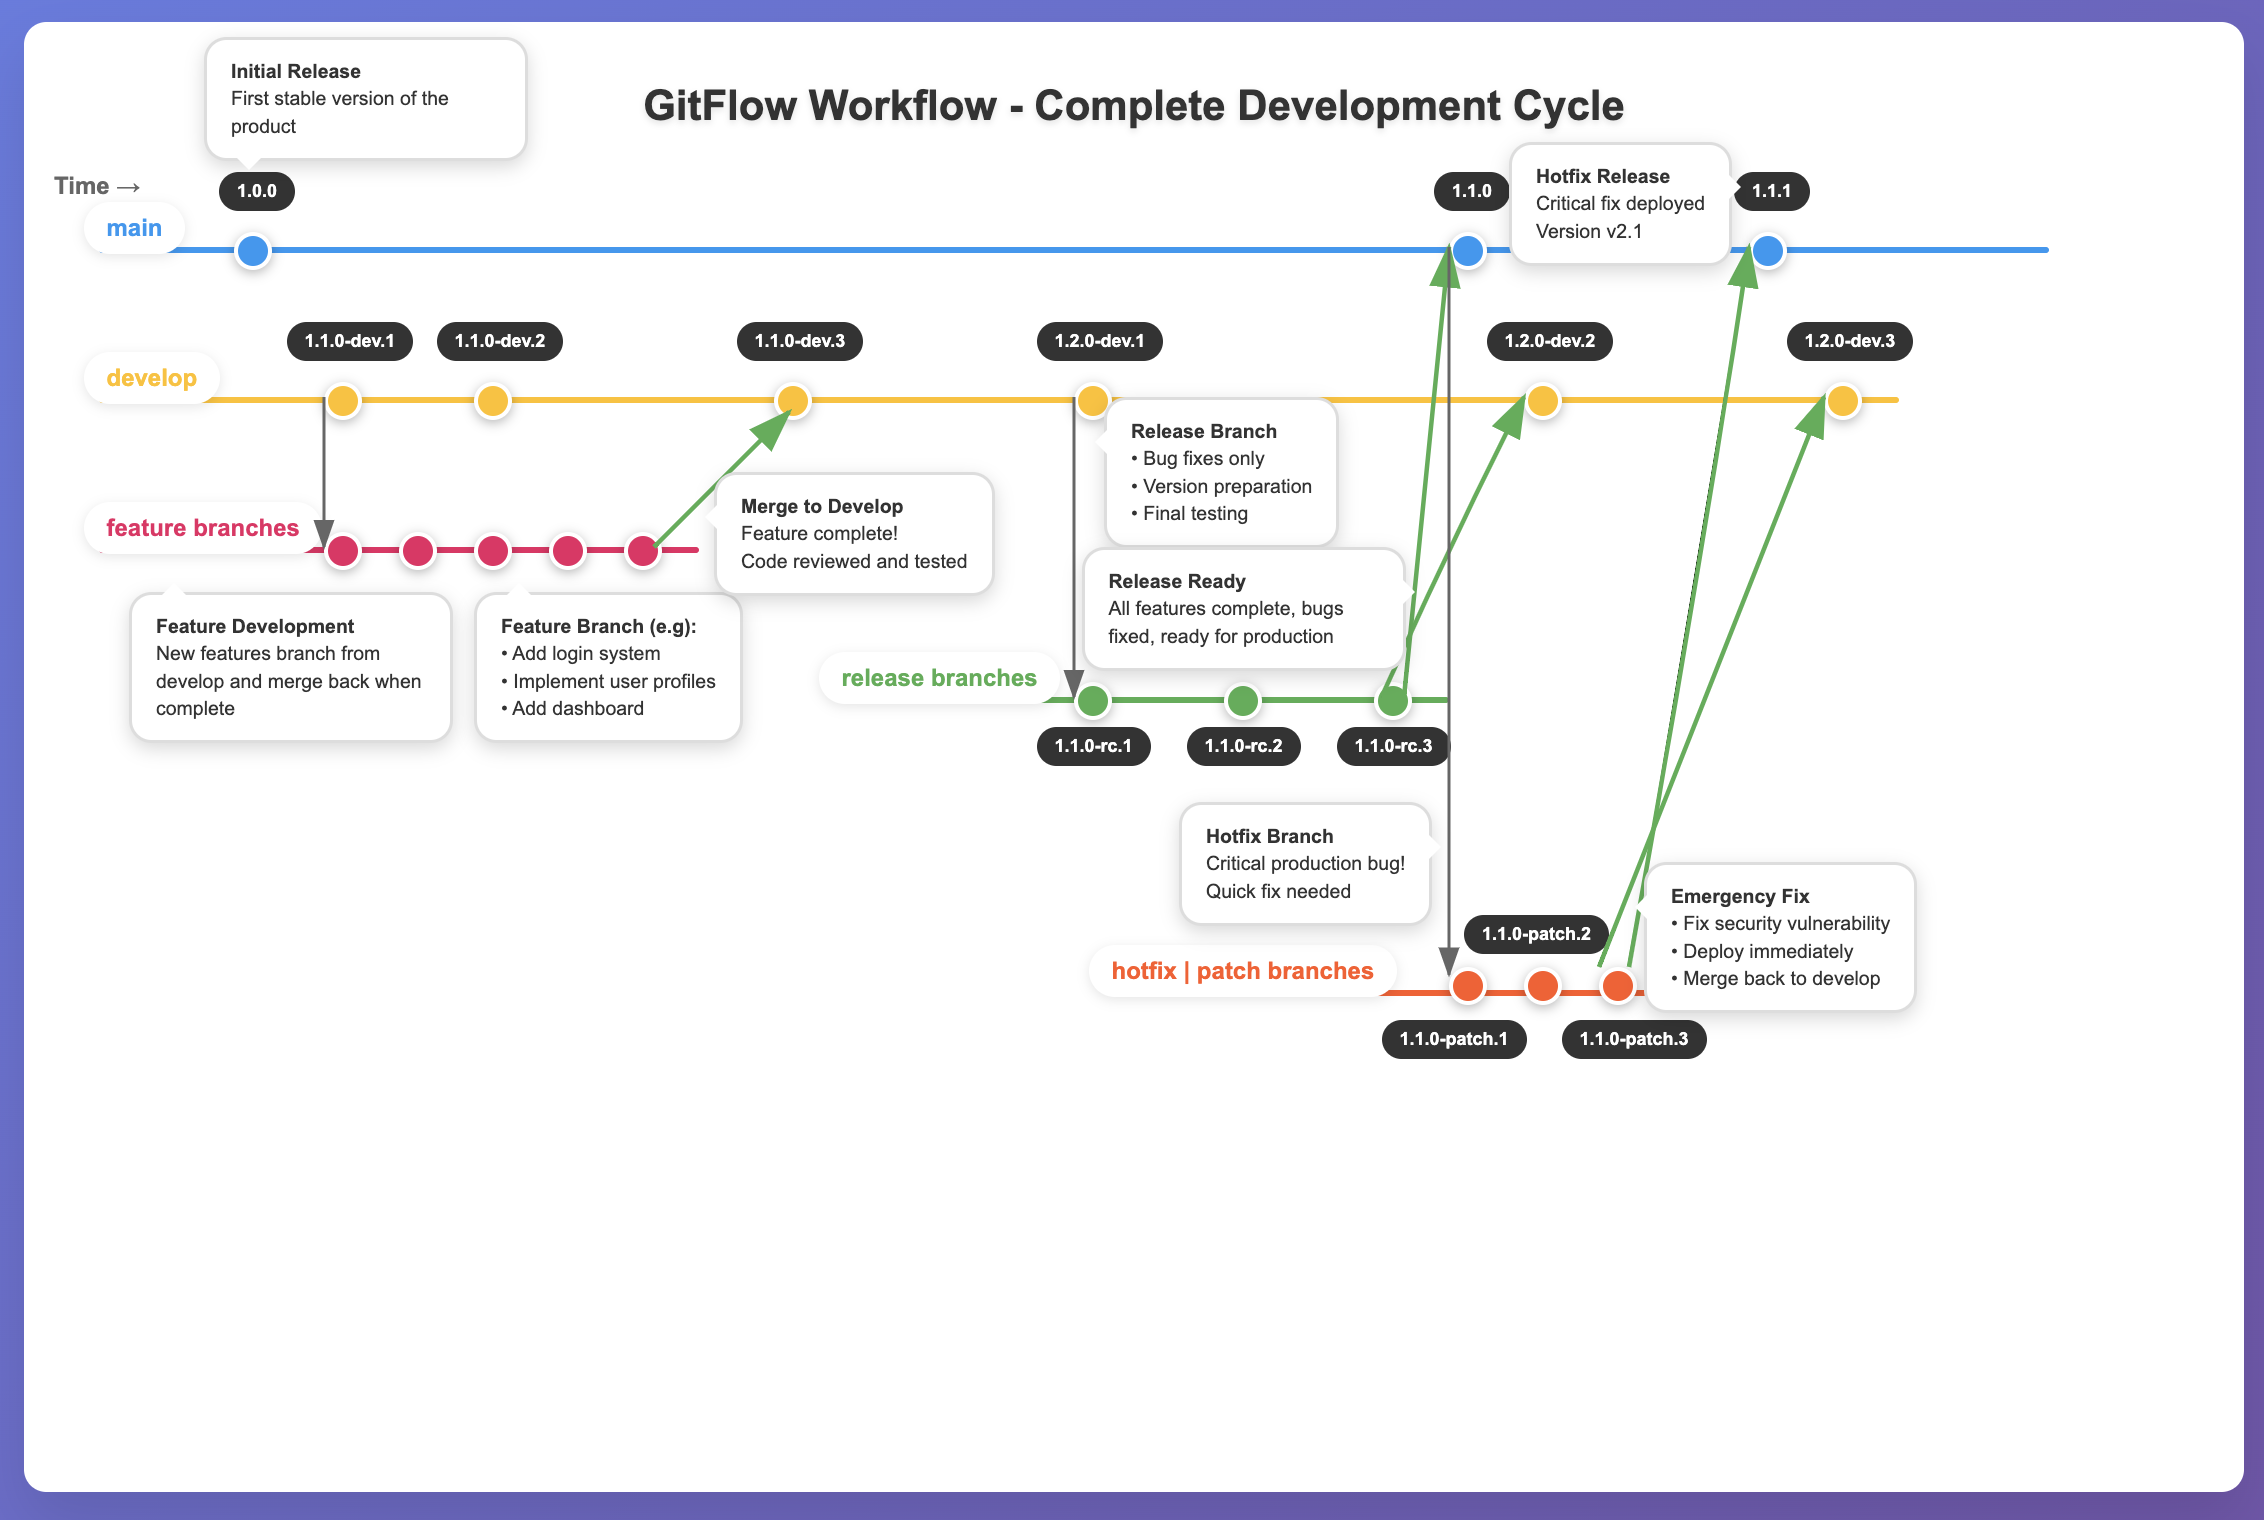 Initial Release
First stable version of the
product
GitFlow Workflow - Complete Development Cycle
Time →
1.0.0
1.1.0
Hotfix Release
Critical fix deployed
Version v2.1
1.1.1
main
1.1.0-dev.1
1.1.0-dev.2
1.1.0-dev.3
1.2.0-dev.1
1.2.0-dev.2
1.2.0-dev.3
develop
Release Branch
• Bug fixes only
• Version preparation
• Final testing
feature branches
Merge to Develop
Feature complete!
Code reviewed and tested
Release Ready
All features complete, bugs
fixed, ready for production
Feature Development
New features branch from
develop and merge back when
complete
Feature Branch (e.g):
• Add login system
• Implement user profiles
• Add dashboard
release branches
1.1.0-rc.1
1.1.0-rc.2
1.1.0-rc.3
Hotfix Branch
Critical production bug!
Quick fix needed
Emergency Fix
• Fix security vulnerability
• Deploy immediately
• Merge back to develop
1.1.0-patch.2
hotfix | patch branches
1.1.0-patch.1
1.1.0-patch.3